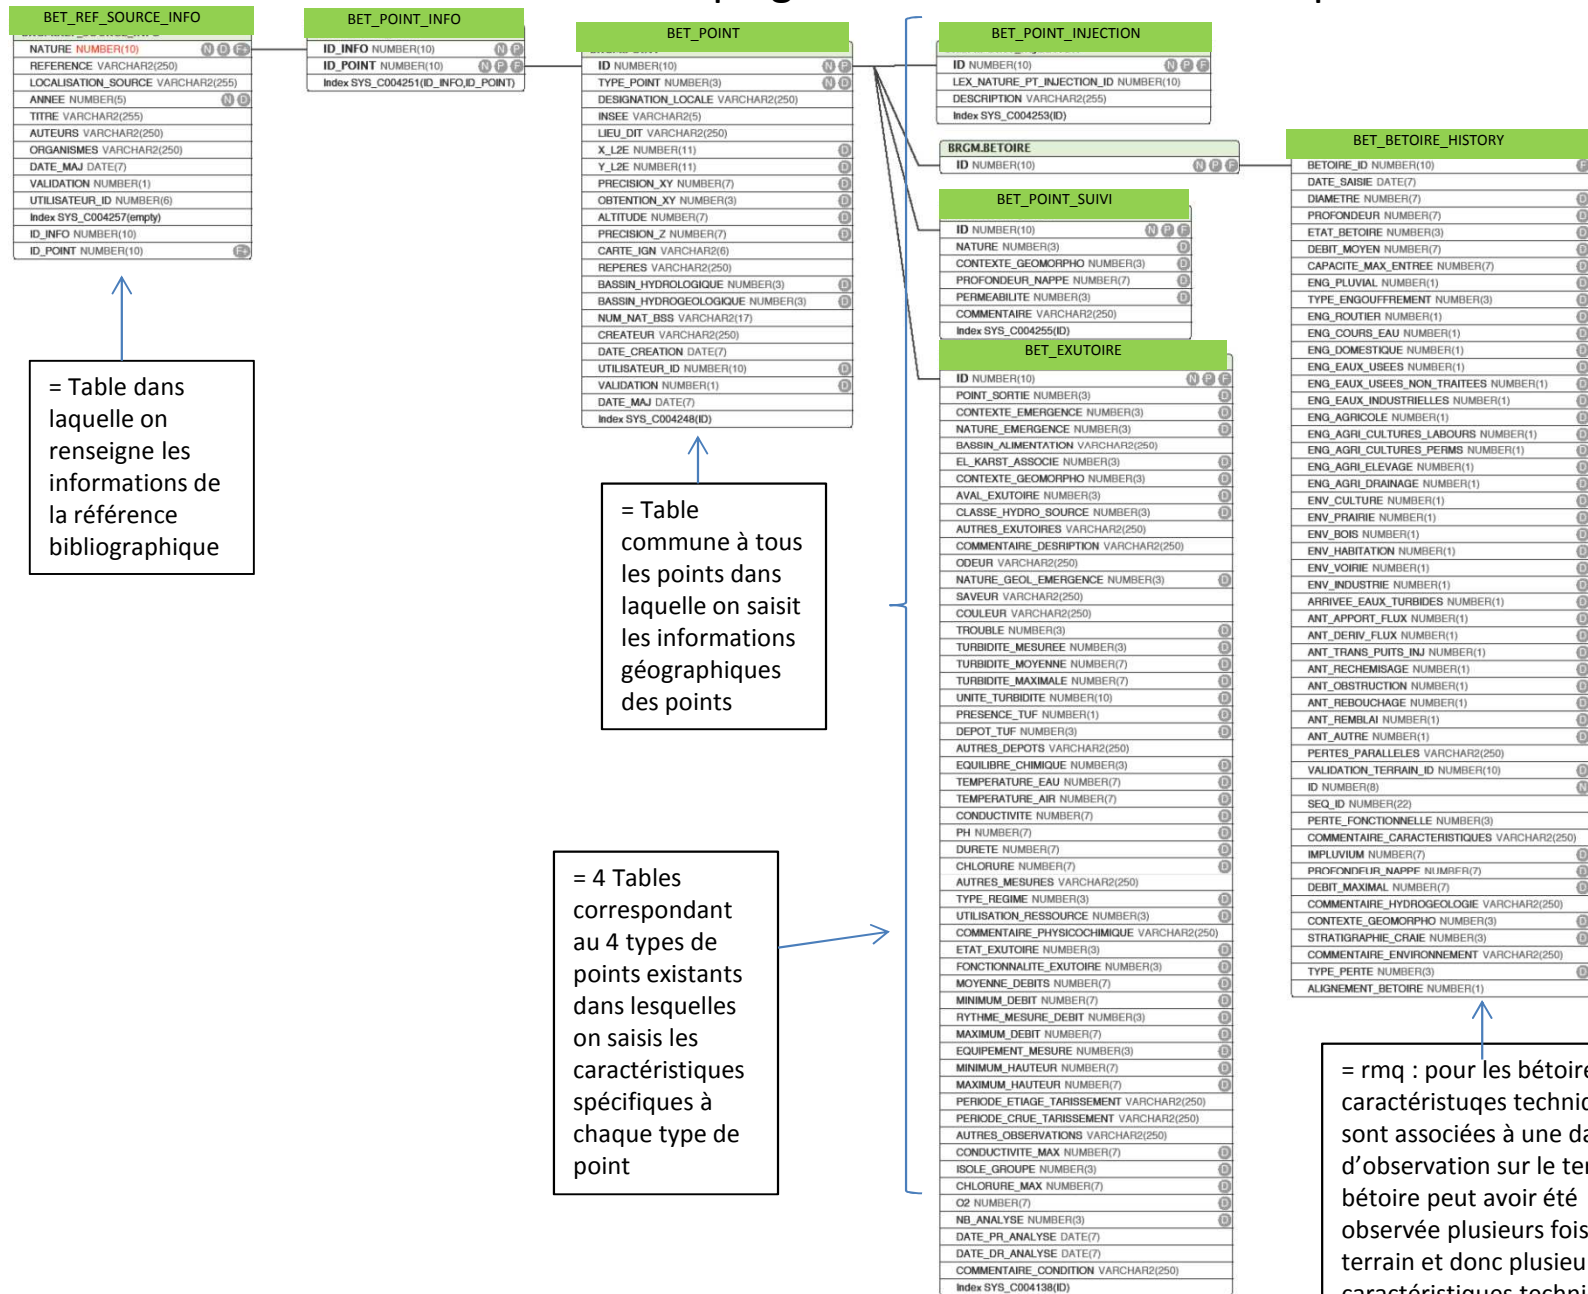 BET_REF_SOURCE_INFO
NATURE NUMBER(10) N D F+
REFERENCE VARCHAR2(250)
LOCALISATION_SOURCE VARCHAR2(255)
ANNEE NUMBER(5) N D
TITRE VARCHAR2(255)
AUTEURS VARCHAR2(250)
ORGANISMES VARCHAR2(250)
DATE_MAJ DATE(7)
VALIDATION NUMBER(1)
UTILISATEUR_ID NUMBER(6)
Index SYS_C004257(empty)
ID_INFO NUMBER(10)
ID_POINT NUMBER(10) F+
= Table dans
laquelle on
renseigne les
informations de
la référence
bibliographique
BET_POINT_INFO
ID_INFO NUMBER(10) N P
ID_POINT NUMBER(10) N P F
Index SYS_C004251(ID_INFO,ID_POINT)
BET_POINT
ID NUMBER(10) N P
TYPE_POINT NUMBER(3) N D
DESIGNATION_LOCALE VARCHAR2(250)
INSEE VARCHAR2(5)
LIEU_DIT VARCHAR2(250)
X_L2E NUMBER(11) D
Y_L2E NUMBER(11) D
PRECISION_XY NUMBER(7) D
OBTENTION_XY NUMBER(3) D
ALTITUDE NUMBER(7) D
PRECISION_Z NUMBER(7) D
CARTE_IGN VARCHAR2(6)
REPERES VARCHAR2(250)
BASSIN_HYDROLOGIQUE NUMBER(3) D
BASSIN_HYDROGEOLOGIQUE NUMBER(3) D
NUM_NAT_BSS VARCHAR2(17)
CREATEUR VARCHAR2(250)
DATE_CREATION DATE(7)
UTILISATEUR_ID NUMBER(10) D
VALIDATION NUMBER(1) D
DATE_MAJ DATE(7)
Index SYS_C004248(ID)
= Table
commune à tous
les points dans
laquelle on saisit
les informations
géographiques
des points
= 4 Tables
correspondant
au 4 types de
points existants
dans lesquelles
on saisis les
caractéristiques
spécifiques à
chaque type de
point
BET_POINT_INJECTION
ID NUMBER(10) N P F
LEX_NATURE_PT_INJECTION_ID NUMBER(10)
DESCRIPTION VARCHAR2(255)
Index SYS_C004253(ID)
BRGM.BETOIRE
ID NUMBER(10) N P F
BET_POINT_SUIVI
ID NUMBER(10) N P F
NATURE NUMBER(3) D
CONTEXTE_GEOMORPHO NUMBER(3) D
PROFONDEUR_NAPPE NUMBER(7) D
PERMEABILITE NUMBER(3) D
COMMENTAIRE VARCHAR2(250)
Index SYS_C004255(ID)
BET_EXUTOIRE
ID NUMBER(10) N P F
POINT_SORTIE NUMBER(3) D
CONTEXTE_EMERGENCE NUMBER(3) D
NATURE_EMERGENCE NUMBER(3) D
BASSIN_ALIMENTATION VARCHAR2(250)
EL_KARST_ASSOCIE NUMBER(3) D
CONTEXTE_GEOMORPHO NUMBER(3) D
AVAL_EXUTOIRE NUMBER(3) D
CLASSE_HYDRO_SOURCE NUMBER(3) D
AUTRES_EXUTOIRES VARCHAR2(250)
COMMENTAIRE_DESRIPTION VARCHAR2(250)
ODEUR VARCHAR2(250)
NATURE_GEOL_EMERGENCE NUMBER(3) D
SAVEUR VARCHAR2(250)
COULEUR VARCHAR2(250)
TROUBLE NUMBER(3) D
TURBIDITE_MESUREE NUMBER(3) D
TURBIDITE_MOYENNE NUMBER(7) D
TURBIDITE_MAXIMALE NUMBER(7) D
UNITE_TURBIDITE NUMBER(10) D
PRESENCE_TUF NUMBER(1) D
DEPOT_TUF NUMBER(3) D
AUTRES_DEPOTS VARCHAR2(250)
EQUILIBRE_CHIMIQUE NUMBER(3) D
TEMPERATURE_EAU NUMBER(7) D
TEMPERATURE_AIR NUMBER(7) D
CONDUCTIVITE NUMBER(7) D
PH NUMBER(7) D
DURETE NUMBER(7) D
CHLORURE NUMBER(7) D
AUTRES_MESURES VARCHAR2(250)
TYPE_REGIME NUMBER(3) D
UTILISATION_RESSOURCE NUMBER(3) D
COMMENTAIRE_PHYSICOCHIMIQUE VARCHAR2(250)
ETAT_EXUTOIRE NUMBER(3) D
FONCTIONNALITE_EXUTOIRE NUMBER(3) D
MOYENNE_DEBITS NUMBER(7) D
MINIMUM_DEBIT NUMBER(7) D
RYTHME_MESURE_DEBIT NUMBER(3) D
MAXIMUM_DEBIT NUMBER(7) D
EQUIPEMENT_MESURE NUMBER(3) D
MINIMUM_HAUTEUR NUMBER(7) D
MAXIMUM_HAUTEUR NUMBER(7) D
PERIODE_ETIAGE_TARISSEMENT VARCHAR2(250)
PERIODE_CRUE_TARISSEMENT VARCHAR2(250)
AUTRES_OBSERVATIONS VARCHAR2(250)
CONDUCTIVITE_MAX NUMBER(7) D
ISOLE_GROUPE NUMBER(3) D
CHLORURE_MAX NUMBER(7) D
O2 NUMBER(7) D
NB_ANALYSE NUMBER(3) D
DATE_PR_ANALYSE DATE(7)
DATE_DR_ANALYSE DATE(7)
COMMENTAIRE_CONDITION VARCHAR2(250)
Index SYS_C004138(ID)
BET_BETOIRE_HISTORY
BETOIRE_ID NUMBER(10) F
DATE_SAISIE DATE(7)
DIAMETRE NUMBER(7) D
PROFONDEUR NUMBER(7) D
ETAT_BETOIRE NUMBER(3) D
DEBIT_MOYEN NUMBER(7) D
CAPACITE_MAX_ENTREE NUMBER(7) D
ENG_PLUVIAL NUMBER(1) D
TYPE_ENGOUFFREMENT NUMBER(3) D
ENG_ROUTIER NUMBER(1) D
ENG_COURS_EAU NUMBER(1) D
ENG_DOMESTIQUE NUMBER(1) D
ENG_EAUX_USEES NUMBER(1) D
ENG_EAUX_USEES_NON_TRAITEES NUMBER(1) D
ENG_EAUX_INDUSTRIELLES NUMBER(1) D
ENG_AGRICOLE NUMBER(1) D
ENG_AGRI_CULTURES_LABOURS NUMBER(1) D
ENG_AGRI_CULTURES_PERMS NUMBER(1) D
ENG_AGRI_ELEVAGE NUMBER(1) D
ENG_AGRI_DRAINAGE NUMBER(1) D
ENV_CULTURE NUMBER(1) D
ENV_PRAIRIE NUMBER(1) D
ENV_BOIS NUMBER(1) D
ENV_HABITATION NUMBER(1) D
ENV_VOIRIE NUMBER(1) D
ENV_INDUSTRIE NUMBER(1) D
ARRIVEE_EAUX_TURBIDES NUMBER(1) D
ANT_APPORT_FLUX NUMBER(1) D
ANT_DERIV_FLUX NUMBER(1) D
ANT_TRANS_PUITS_INJ NUMBER(1) D
ANT_RECHEMISAGE NUMBER(1) D
ANT_OBSTRUCTION NUMBER(1) D
ANT_REBOUCHAGE NUMBER(1) D
ANT_REMBLAI NUMBER(1) D
ANT_AUTRE NUMBER(1) D
PERTES_PARALLELES VARCHAR2(250)
VALIDATION_TERRAIN_ID NUMBER(10) D
ID NUMBER(8) N
SEQ_ID NUMBER(22)
PERTE_FONCTIONNELLE NUMBER(3)
COMMENTAIRE_CARACTERISTIQUES VARCHAR2(250)
IMPLUVIUM NUMBER(7) D
PROFONDEUR_NAPPE NUMBER(7) D
DEBIT_MAXIMAL NUMBER(7) D
COMMENTAIRE_HYDROGEOLOGIE VARCHAR2(250)
CONTEXTE_GEOMORPHO NUMBER(3) D
STRATIGRAPHIE_CRAIE NUMBER(3) D
COMMENTAIRE_ENVIRONNEMENT VARCHAR2(250)
TYPE_PERTE NUMBER(3) D
ALIGNEMENT_BETOIRE NUMBER(1)
= rmq : pour les bétoire
caractéristuqes techni
sont associées à une da
d'observation sur le ter
bétoire peut avoir été
observée plusieurs fois
terrain et donc plusieu
caractéristiques techni